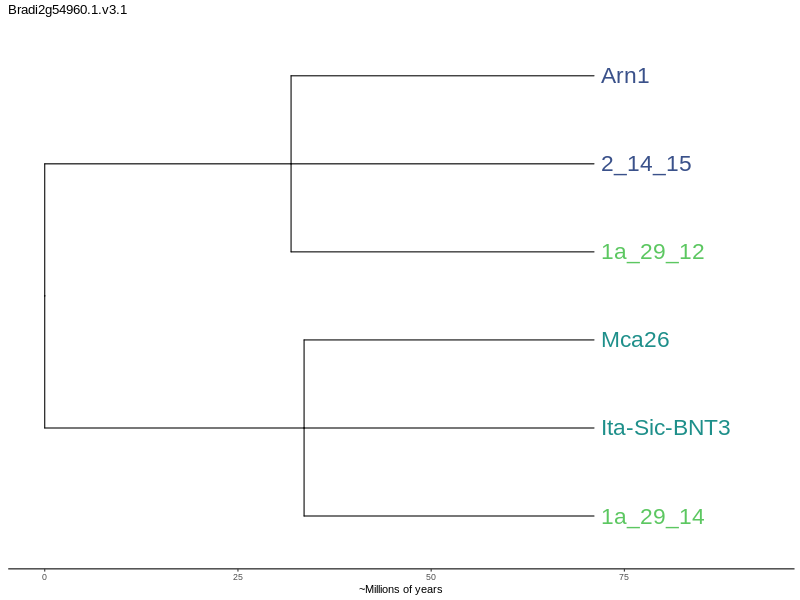 Bradi2g54960.1.v3.1
Arn1
2_14_15
1a_29_12
Mca26
Ita-Sic-BNT3
1a_29_14
0 25 50 75
~Millions of years